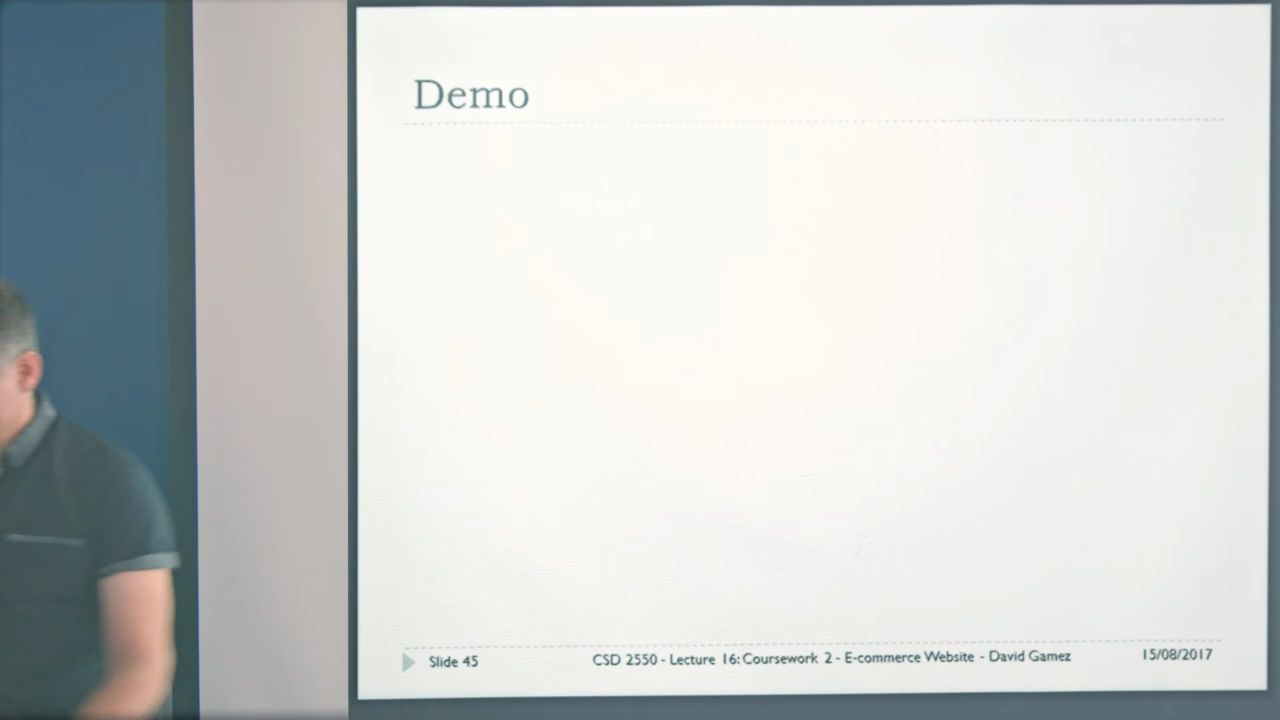 Demo
Slide 45
CSD 2550 - Lecture 16: Coursework 2 - E-commerce Website - David Gamez
15/08/2017